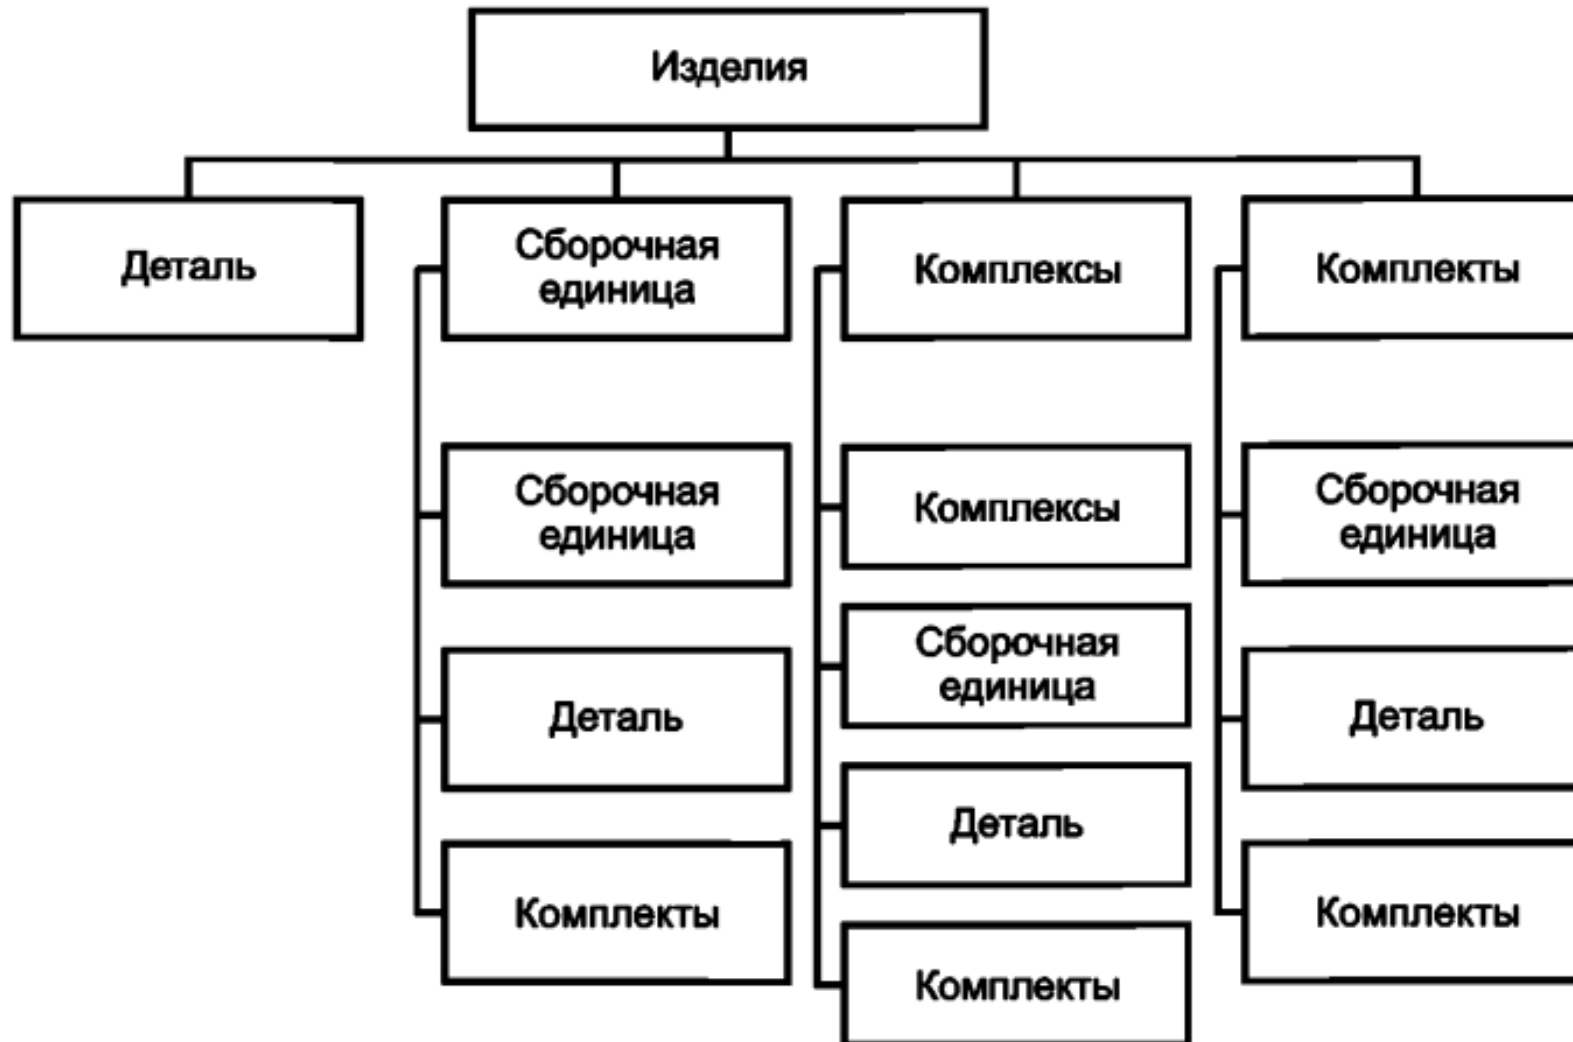 Изделия
Деталь
Сборочная
единица
Комплексы
Комплекты
Сборочная
единица
Деталь
Комплекты
Комплексы
Сборочная
единица
Деталь
Комплекты
Сборочная
единица
Деталь
Комплекты